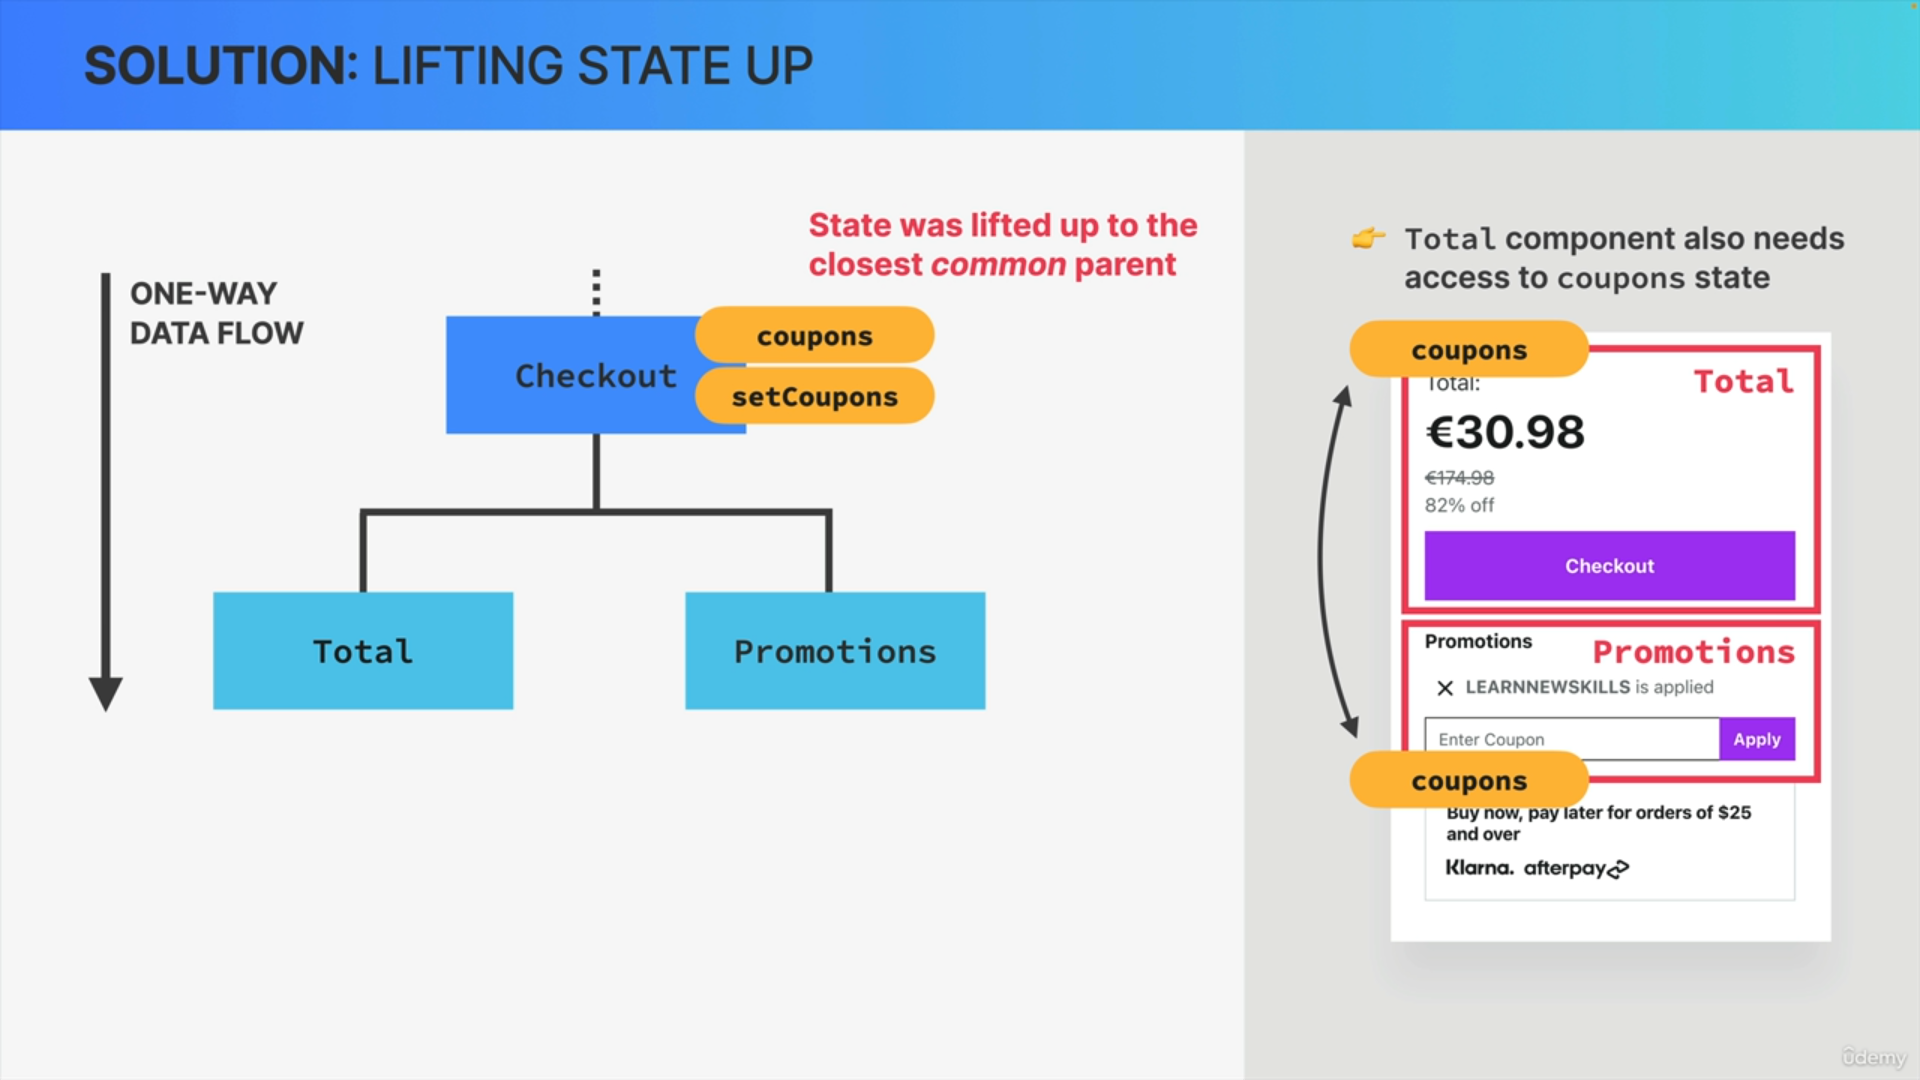 SOLUTION: LIFTING STATE UP
ONE-WAY
DATA FLOW
State was lifted up to the
closest common parent
Checkout
coupons
setCoupons
Total
Promotions
👉 Total component also needs
access to coupons state
coupons
Total:
Total
€30.98
€174.98
82% off
Checkout
Promotions
Promotions
LEARNNEWSKILLS is applied
Enter Coupon
Apply
coupons
Buy now, pay later for orders of $25
and over
Klarna. afterpay
ûdemy